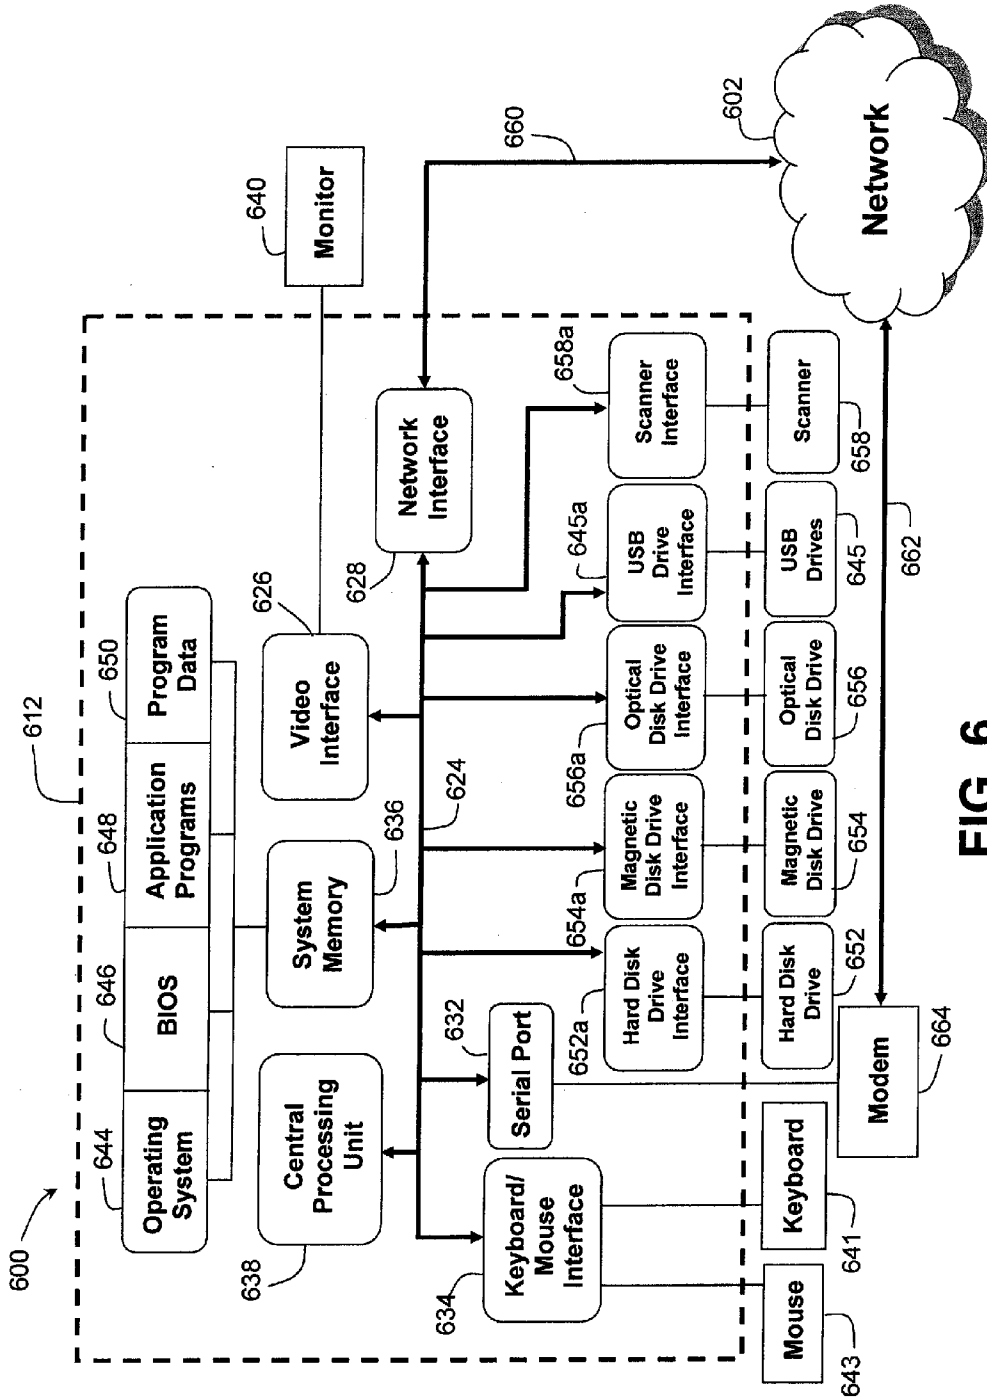 600
612
644
646
648
650
Operating
System
BIOS
Application
Programs
Program
Data
638
Central
Processing
Unit
System
Memory
636
626
Video
Interface
640
Monitor
624
628
Network
Interface
660
634
Keyboard/
Mouse
Interface
632
Serial Port
652a
Hard Disk
Drive
Interface
654a
Magnetic
Disk Drive
Interface
656a
Optical
Disk Drive
Interface
645a
USB
Drive
Interface
658a
Scanner
Interface
602
Network
Mouse
643
Keyboard
641
Modem
664
Hard Disk
Drive
652
Magnetic
Disk Drive
654
Optical
Disk Drive
656
USB
Drives
645
Scanner
658
662
FIG. 6